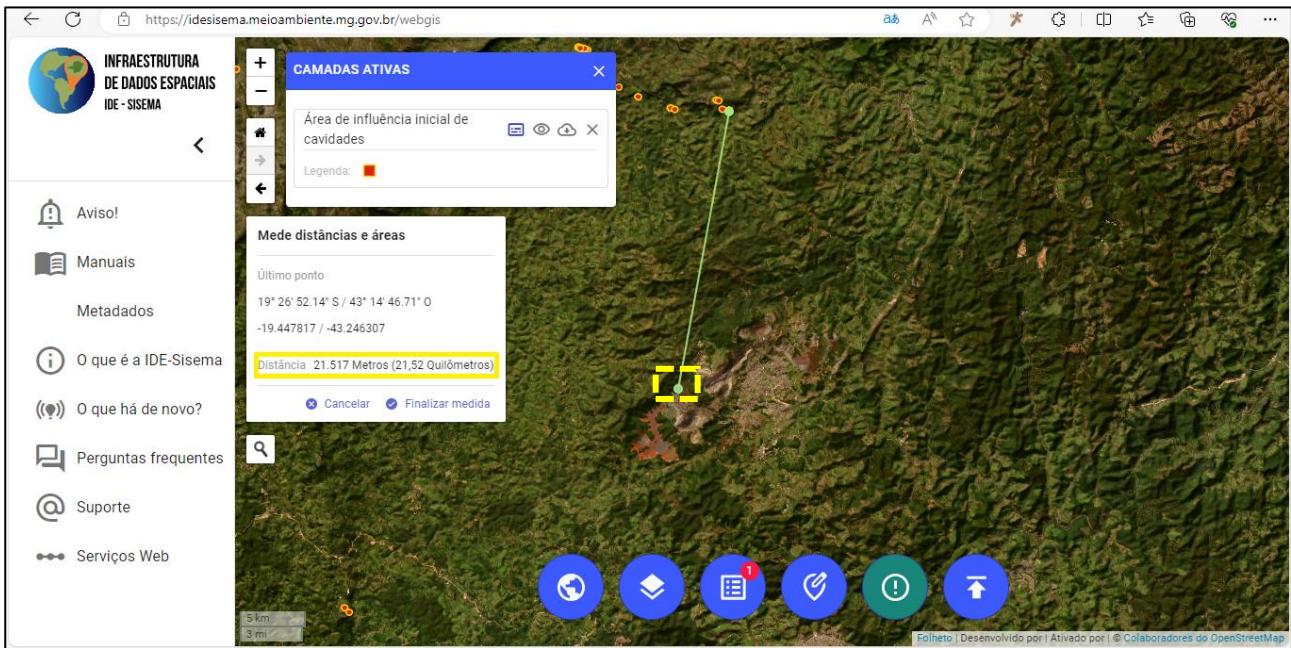 https://idesisema.meioambiente.mg.gov.br/webgis
INFRAESTRUTURA
DE DADOS ESPACIAIS
IDE - SISEMA
Aviso!
Manuais
Metadados
O que é a IDE-Sisema
O que há de novo?
Perguntas frequentes
Suporte
Serviços Web
+
−
CAMADAS ATIVAS
Área de influência inicial de
cavidades
Legenda:
Mede distâncias e áreas
Último ponto
19° 26' 52.14" S / 43° 14' 46.71" O
-19.447817 / -43.246307
Distância 21.517 Metros (21,52 Quilômetros)
Cancelar Finalizar medida
1
5 km
3 mi
Folheto | Desenvolvido por | Ativado por | © Colaboradores do OpenStreetMap